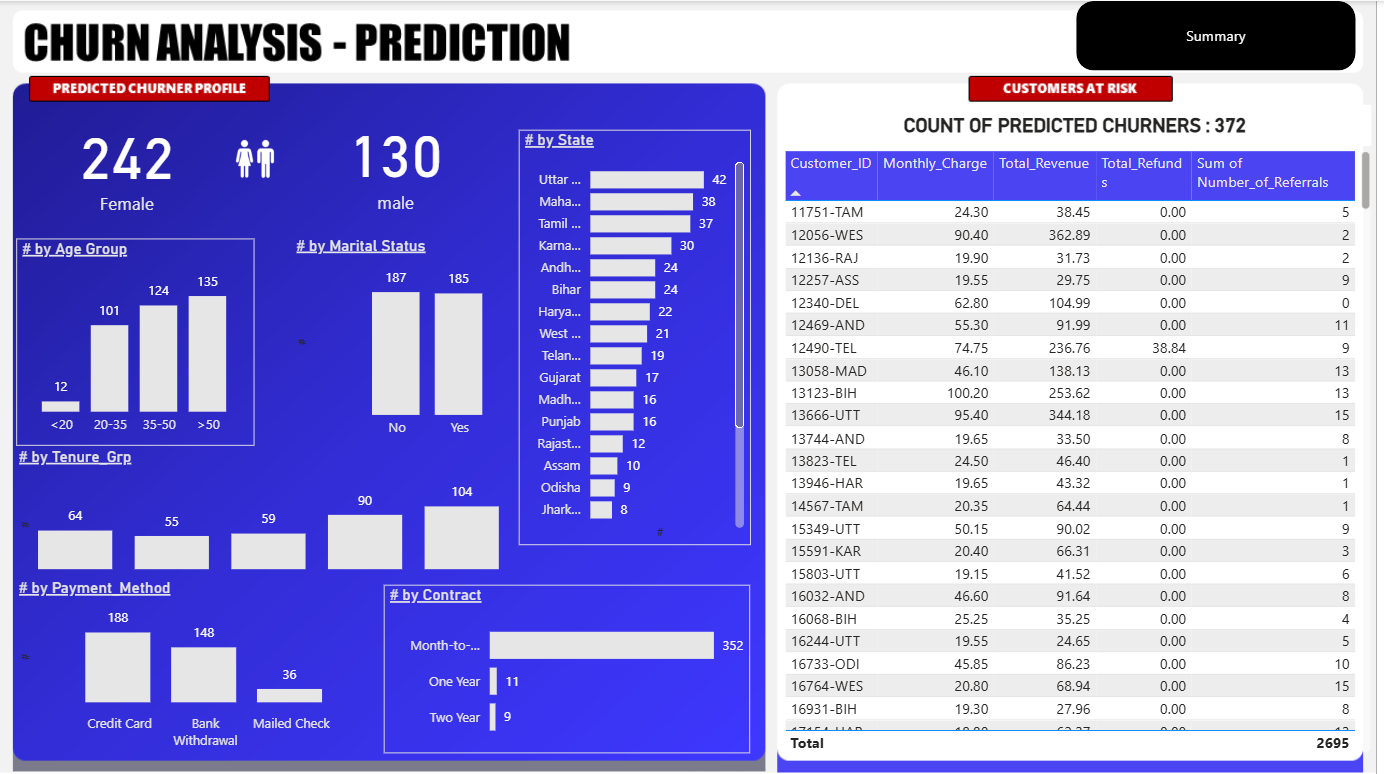 CHURN ANALYSIS - PREDICTION
Summary
PREDICTED CHURNER PROFILE
242
Female
130
male
# by Age Group
12
101
124
135
<20
20-35
35-50
>50
# by Marital Status
187
185
No
Yes
# by State
Uttar ... 42
Maha... 38
Tamil ... 37
Karna... 30
Andh... 24
Bihar 24
Harya... 22
West ... 21
Telan... 19
Gujarat 17
Madh... 16
Punjab 16
Rajast... 12
Assam 10
Odisha 9
Jhark... 8
#
# by Tenure_Grp
64
55
59
90
104
# by Payment_Method
188
148
36
Credit Card
Bank
Withdrawal
Mailed Check
# by Contract
Month-to-... 352
One Year 11
Two Year 9
CUSTOMERS AT RISK
COUNT OF PREDICTED CHURNERS : 372
Customer_ID Monthly_Charge Total_Revenue Total_Refund Sum of
s Number_of_Referrals
11751-TAM 24.30 38.45 0.00 5
12056-WES 90.40 362.89 0.00 2
12136-RAJ 19.90 31.73 0.00 2
12257-ASS 19.55 29.75 0.00 9
12340-DEL 62.80 104.99 0.00 0
12469-AND 55.30 91.99 0.00 11
12490-TEL 74.75 236.76 38.84 9
13058-MAD 46.10 138.13 0.00 13
13123-BIH 100.20 253.62 0.00 13
13666-UTT 95.40 344.18 0.00 15
13744-AND 19.65 33.50 0.00 8
13823-TEL 24.50 46.40 0.00 1
13946-HAR 19.65 43.32 0.00 1
14567-TAM 20.35 64.44 0.00 1
15349-UTT 50.15 90.02 0.00 9
15591-KAR 20.40 66.31 0.00 3
15803-UTT 19.15 41.52 0.00 6
16032-AND 46.60 91.64 0.00 8
16068-BIH 25.25 35.25 0.00 4
16244-UTT 19.55 24.65 0.00 5
16733-ODI 45.85 86.23 0.00 10
16764-WES 20.80 68.94 0.00 15
16931-BIH 19.30 27.96 0.00 8
Total 2695